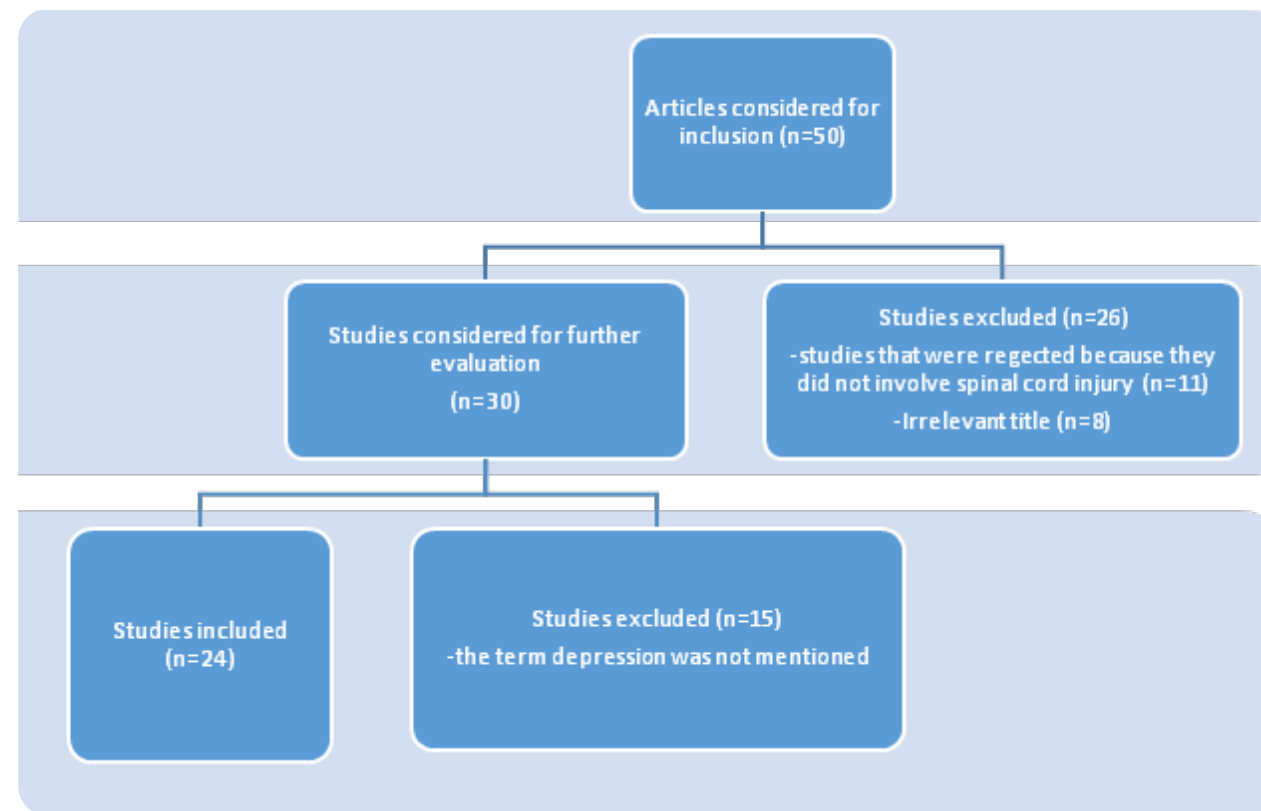 Articles considered for
inclusion (n=50)
Studies considered for further
evaluation
(n=30)
Studies excluded (n=26)
-studies that were regected because they
did not involve spinal cord injury (n=11)
-Irrelevant title (n=8)
Studies included
(n=24)
Studies excluded (n=15)
-the term depression was not mentioned